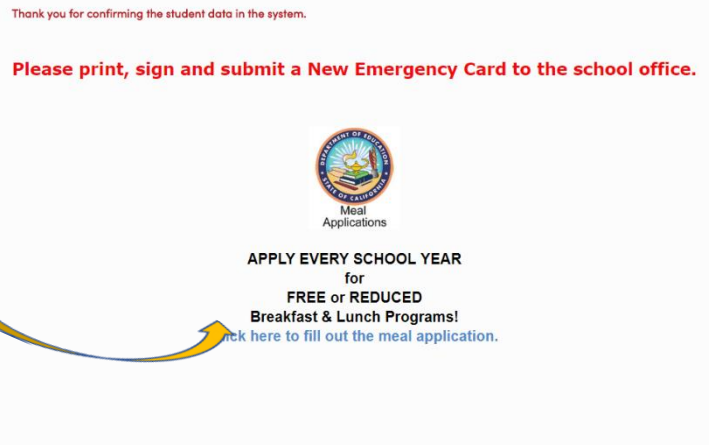 Thank you for confirming the student data in the system.
Please print, sign and submit a New Emergency Card to the school office.
DEPARTMENT OF EDUCATION
STATE OF CALIFORNIA
Meal
Applications
APPLY EVERY SCHOOL YEAR
for
FREE or REDUCED
Breakfast & Lunch Programs!
ick here to fill out the meal application.